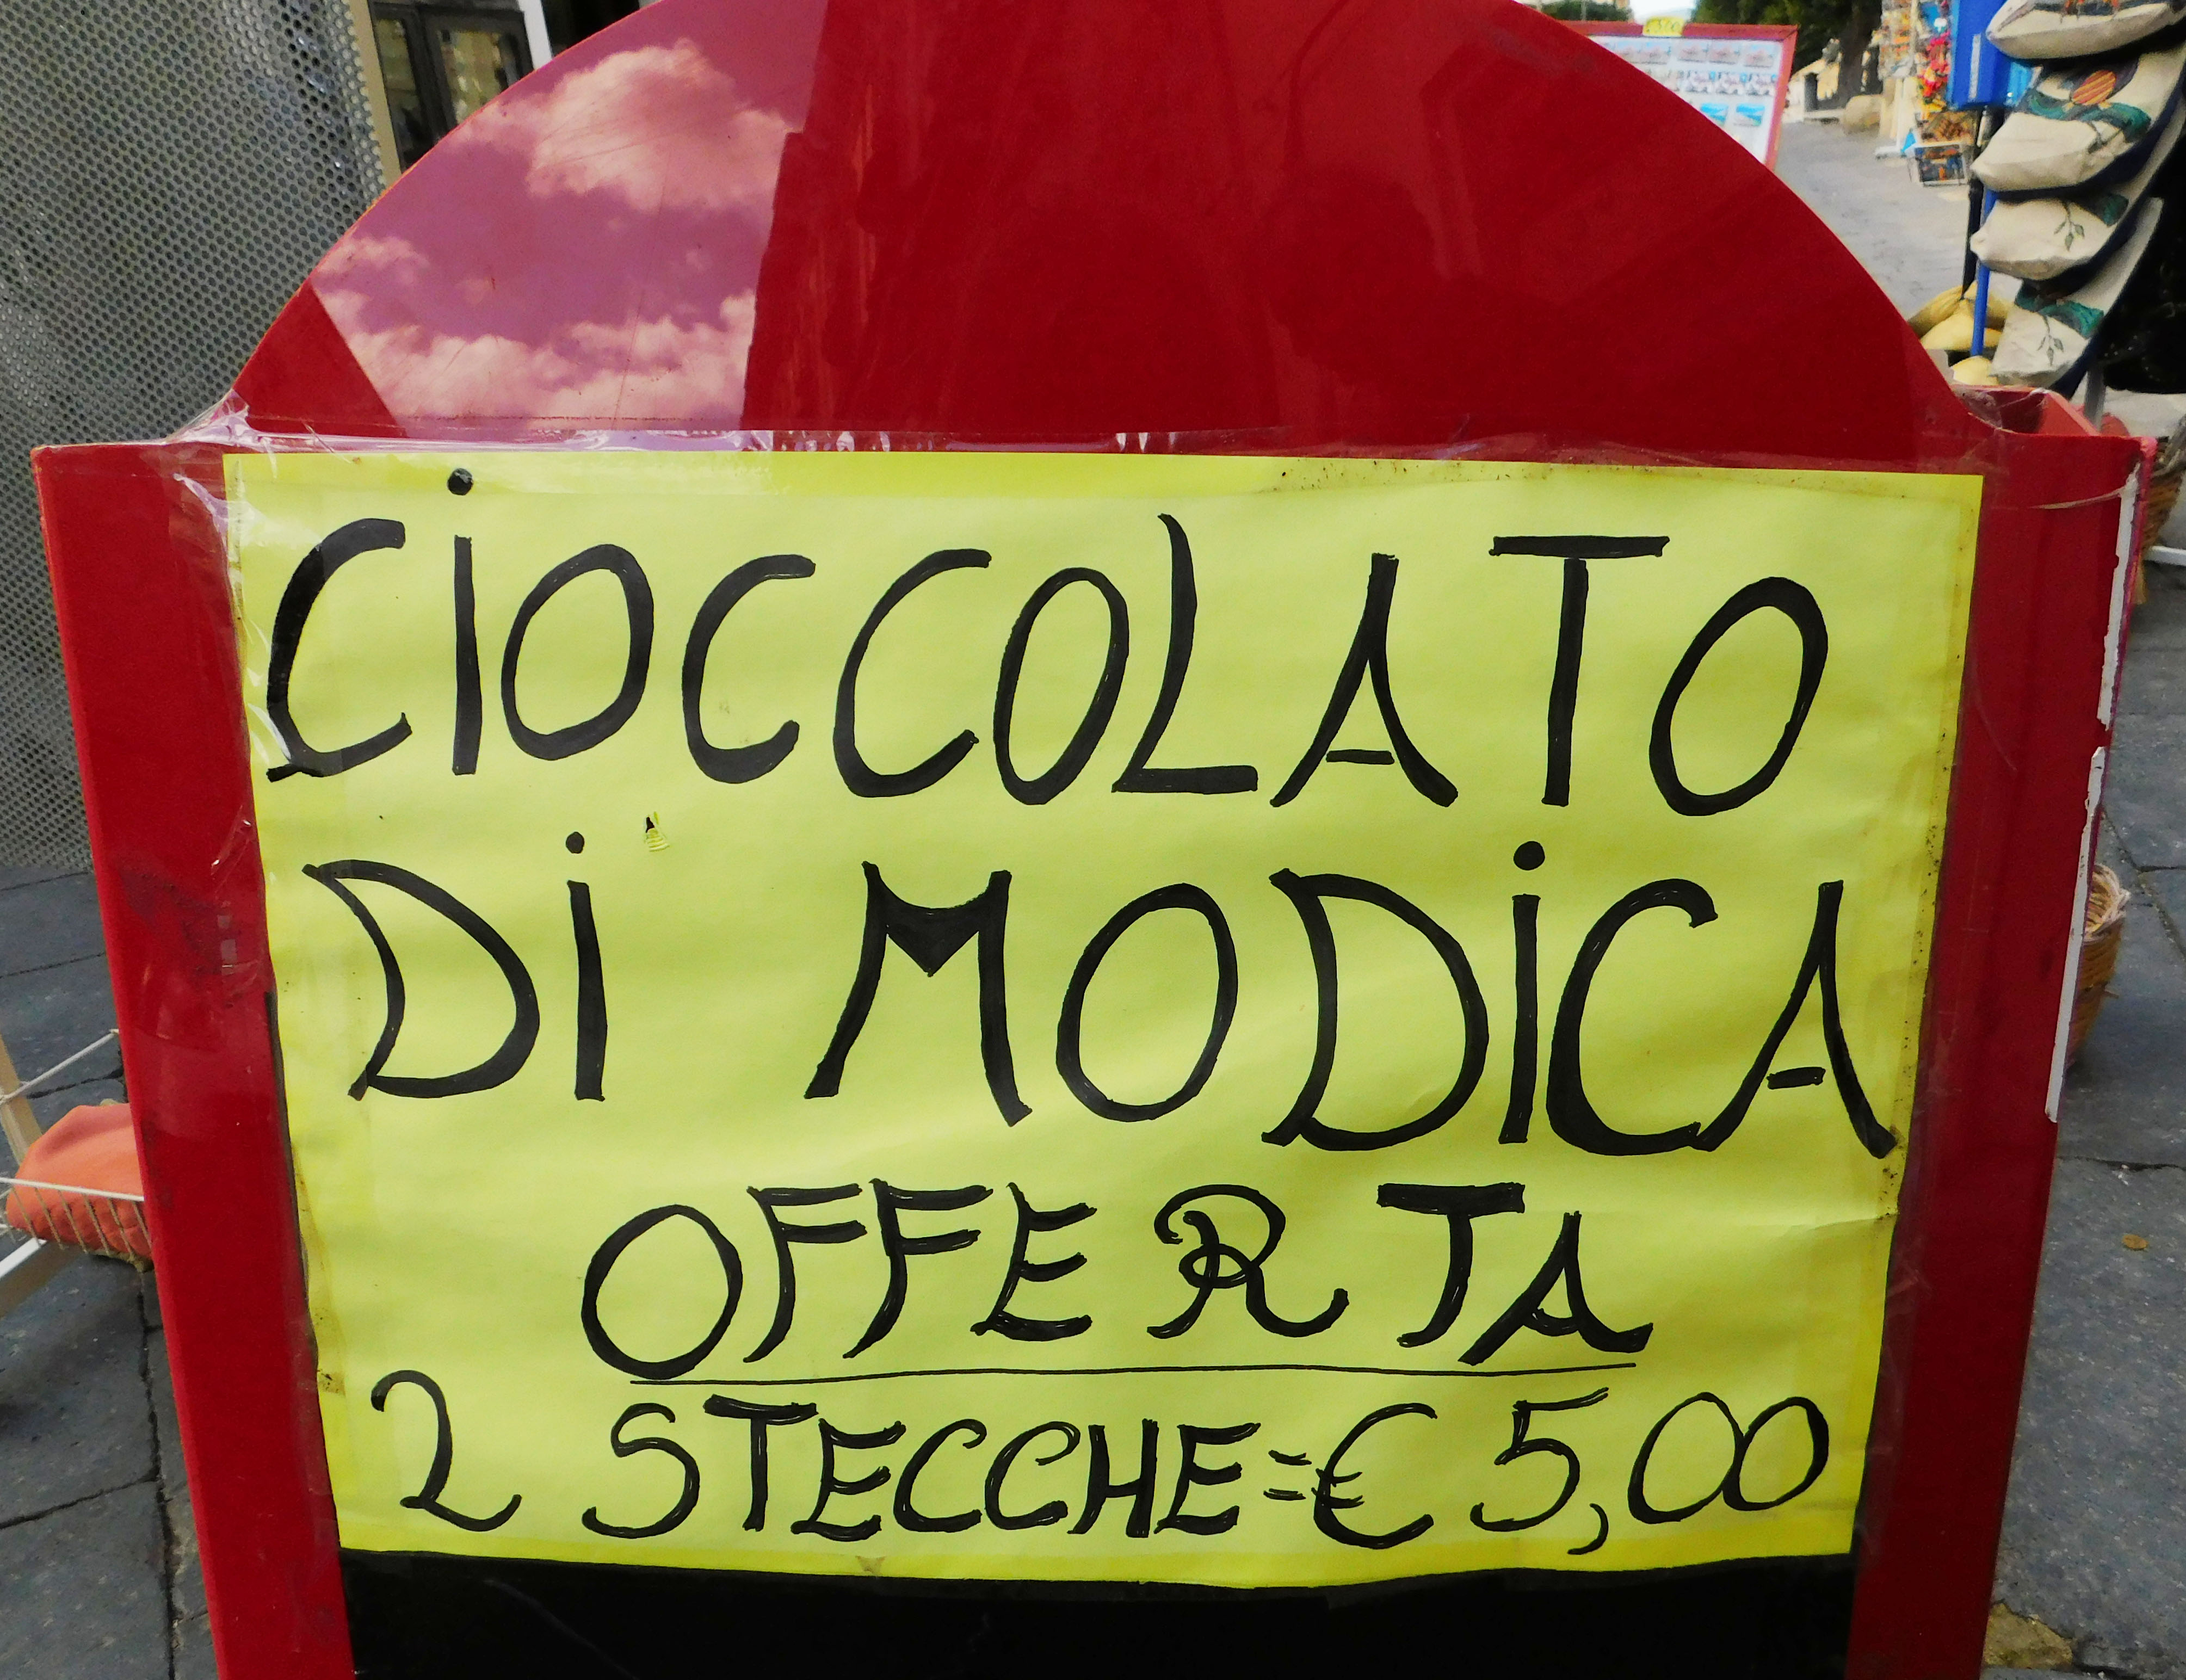 CiOCCOLATO
Di MODiCA
OFFERTA
2 STECCHE = € 5,00